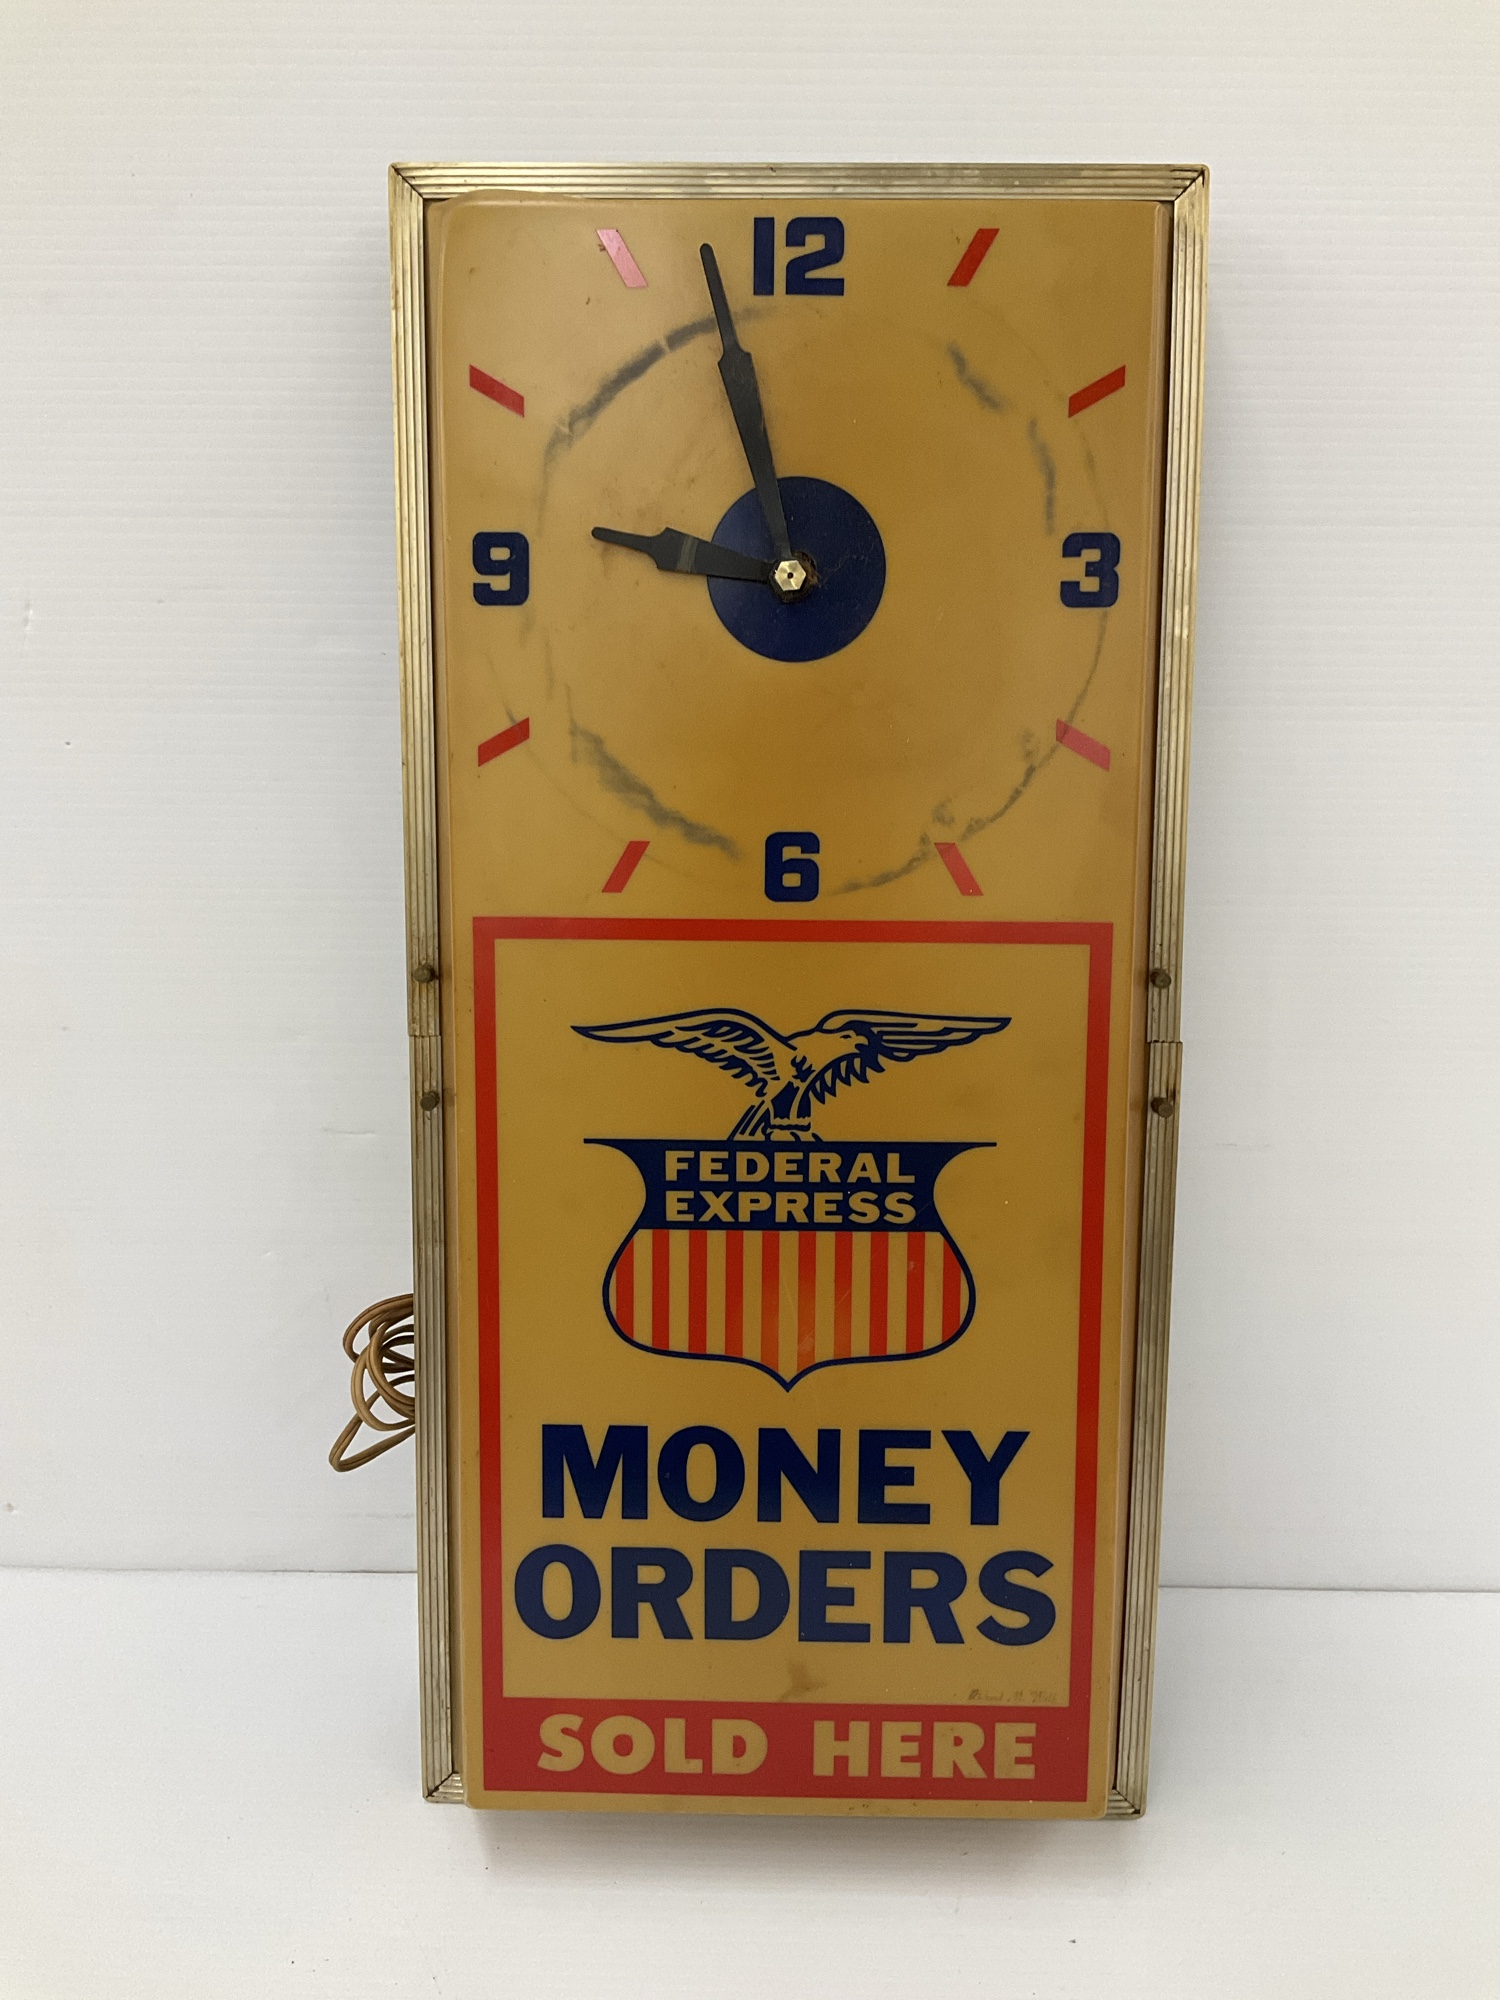 12
9
3
6
FEDERAL
EXPRESS
MONEY
ORDERS
SOLD HERE